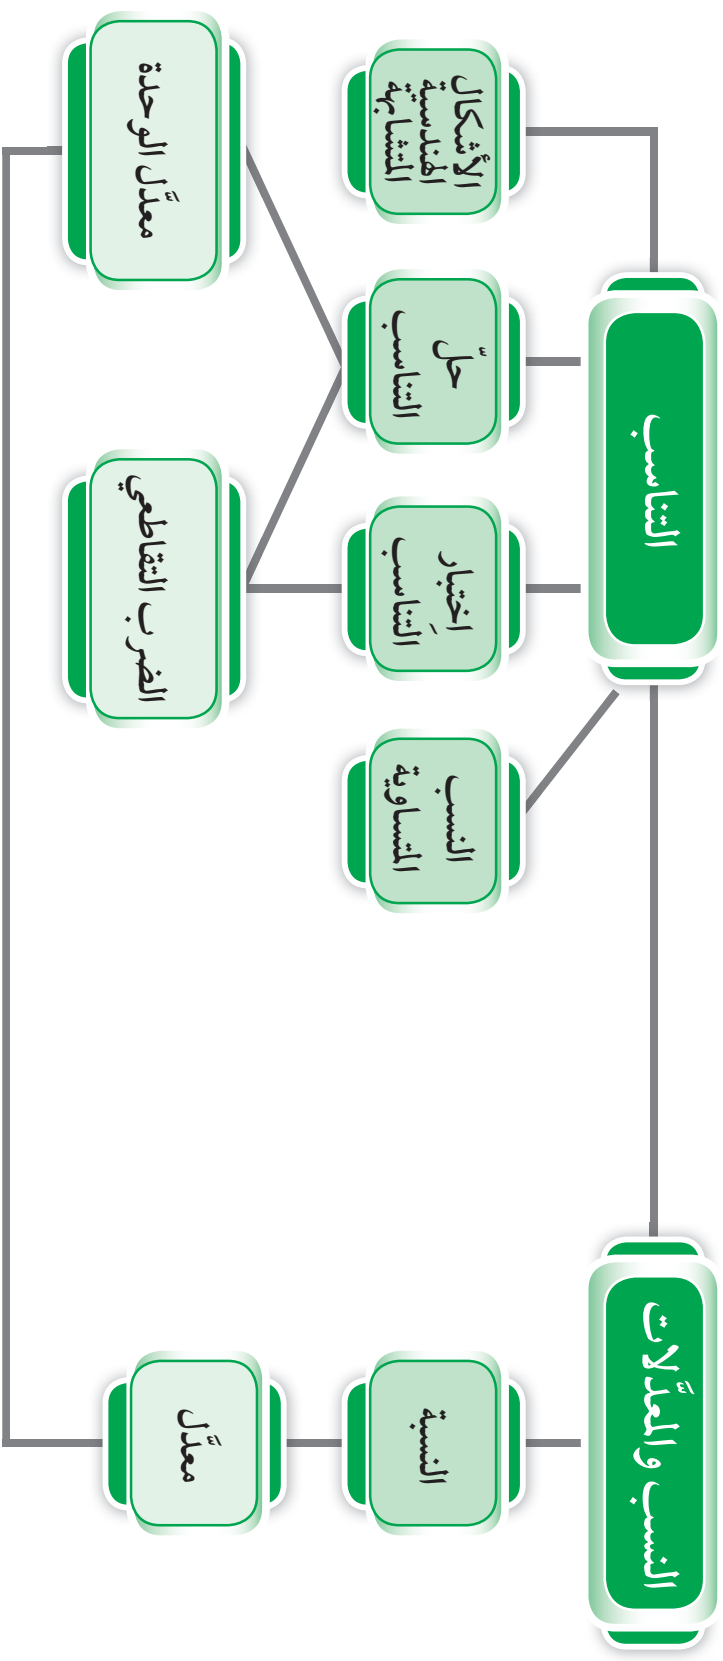 النسب والمعدَّلات
التناسب
النسبة
النسب
المتساوية
اختبار
التناسب
حلّ
التناسب
الأشكال
الهندسية
المتشابهة
معدَّل
الضرب التقاطعي
معدَّل الوحدة